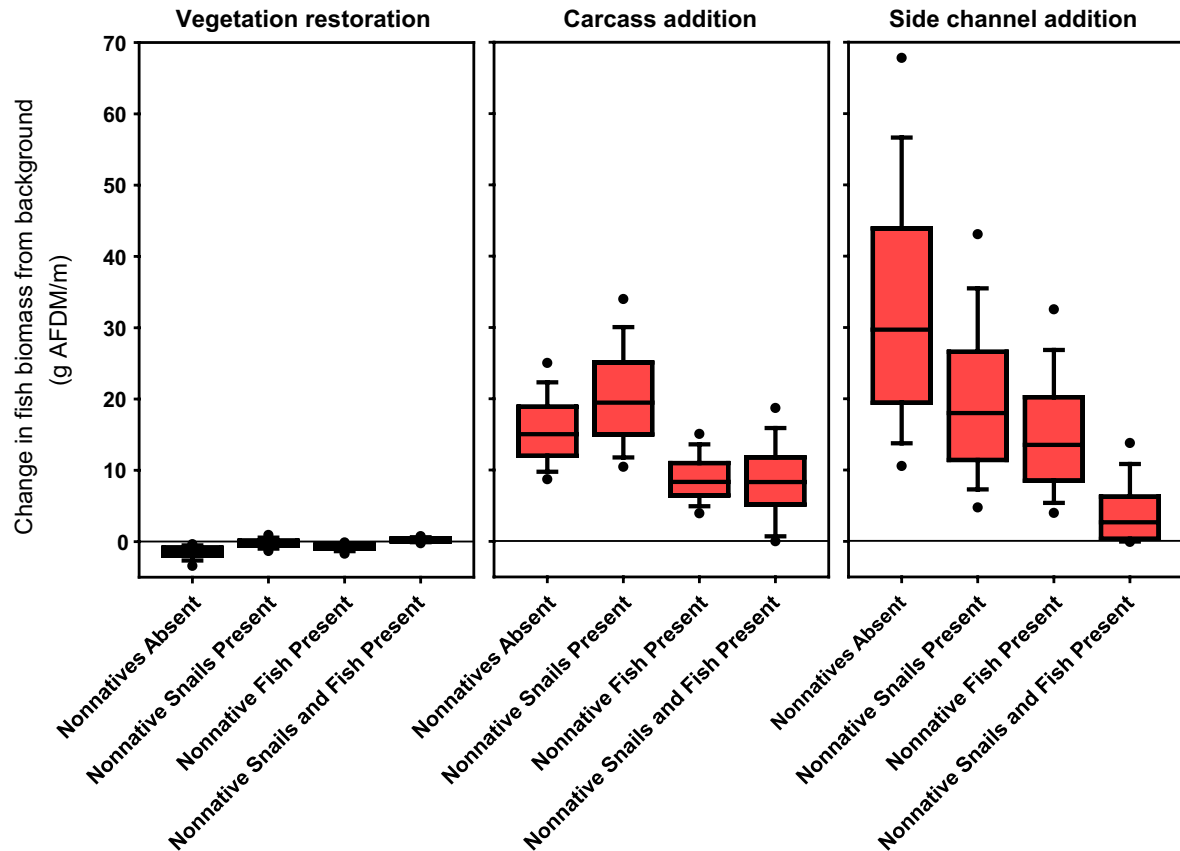 Vegetation restoration
Carcass addition
Side channel addition
Change in fish biomass from background
(g AFDM/m)
70
60
50
40
30
20
10
0
Nonnatives Absent
Nonnative Snails Present
Nonnative Fish Present
Nonnative Snails and Fish Present
Nonnatives Absent
Nonnative Snails Present
Nonnative Fish Present
Nonnative Snails and Fish Present
Nonnatives Absent
Nonnative Snails Present
Nonnative Fish Present
Nonnative Snails and Fish Present